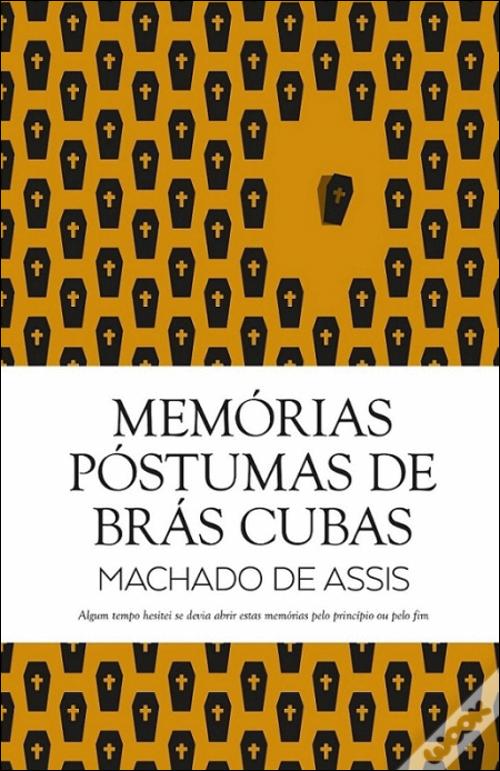 MEMÓRIAS
PÓSTUMAS DE
BRÁS CUBAS
MACHADO DE ASSIS
Algum tempo hesitei se devia abrir estas memórias pelo princípio ou pelo fim
wook